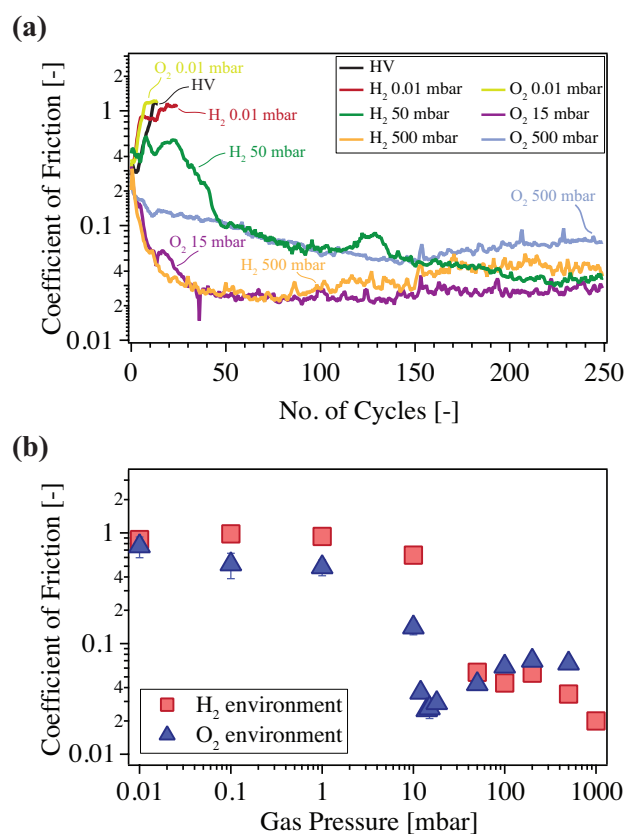 (a)
Coefficient of Friction [-]
2
1
4
2
0.1
4
2
0.01
O₂ 0.01 mbar
HV
H₂ 0.01 mbar
H₂ 50 mbar
O₂ 15 mbar
H₂ 500 mbar
O₂ 500 mbar
HV
H₂ 0.01 mbar O₂ 0.01 mbar
H₂ 50 mbar O₂ 15 mbar
H₂ 500 mbar O₂ 500 mbar
0 50 100 150 200 250
No. of Cycles [-]
(b)
Coefficient of Friction [-]
2
1
4
2
0.1
4
2
0.01
H₂ environment
O₂ environment
0.01 0.1 1 10 100 1000
Gas Pressure [mbar]